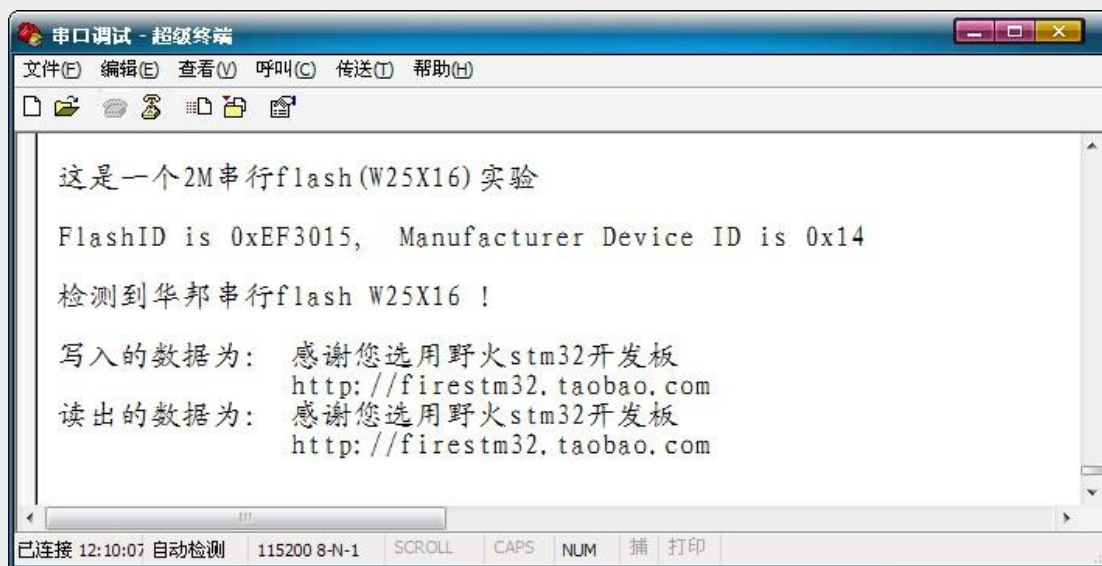 串口调试 - 超级终端
文件(F) 编辑(E) 查看(V) 呼叫(C) 传送(T) 帮助(H)
这是一个2M串行flash(W25X16)实验
FlashID is 0xEF3015, Manufacturer Device ID is 0x14
检测到华邦串行flash W25X16 !
写入的数据为: 感谢您选用野火stm32开发板
http://firestm32.taobao.com
读出的数据为: 感谢您选用野火stm32开发板
http://firestm32.taobao.com
已连接 12:10:07 自动检测 115200 8-N-1 SCROLL CAPS NUM 捕 打印